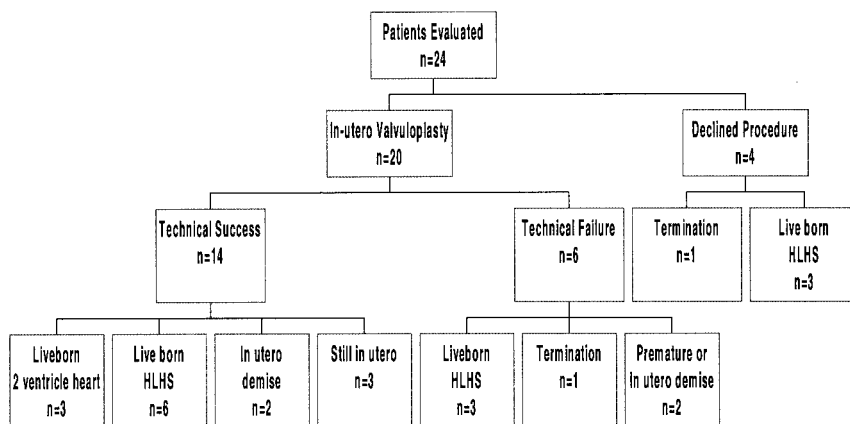 Patients Evaluated
n=24
In-utero Valvuloplasty
n=20
Declined Procedure
n=4
Technical Success
n=14
Technical Failure
n=6
Termination
n=1
Live born
HLHS
n=3
Liveborn
2 ventricle heart
n=3
Live born
HLHS
n=6
In utero
demise
n=2
Still in utero
n=3
Liveborn
HLHS
n=3
Termination
n=1
Premature or
In utero demise
n=2